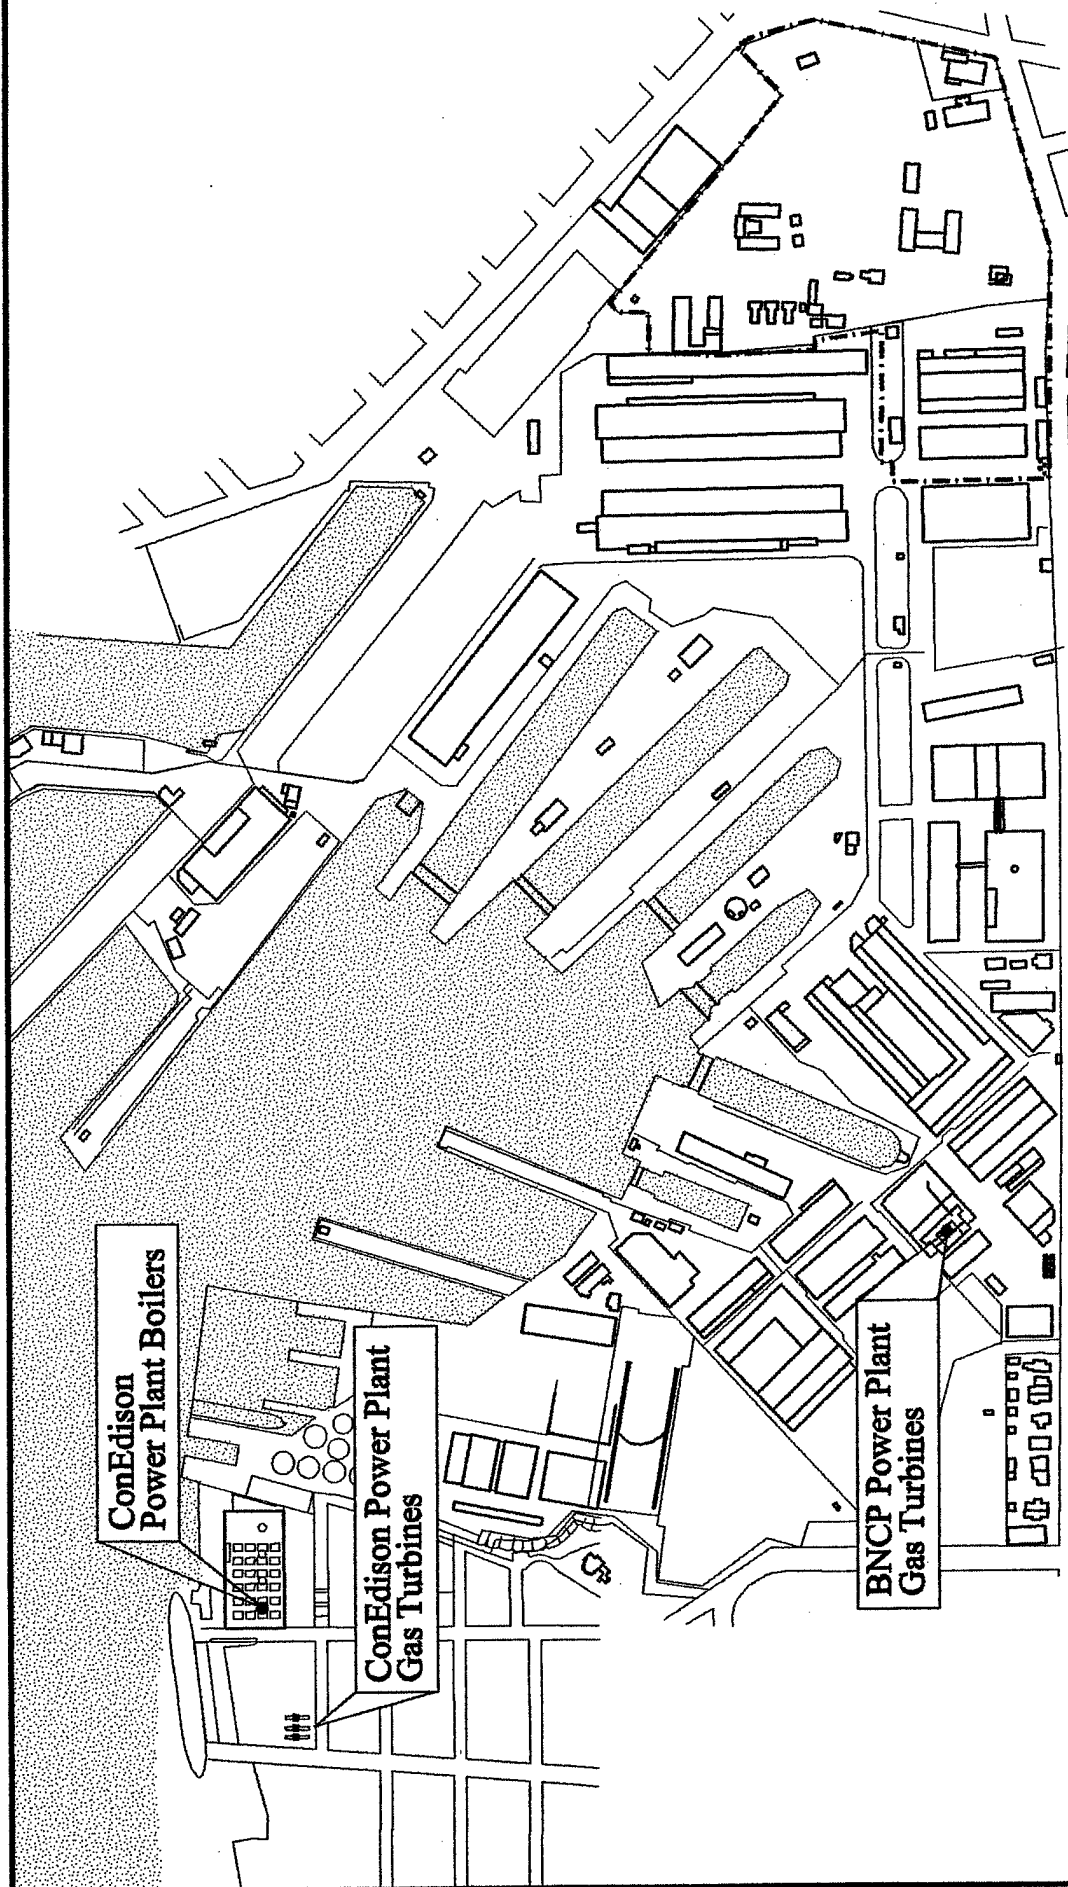 ConEdison
Power Plant Boilers
ConEdison Power Plant
Gas Turbines
BNCP Power Plant
Gas Turbines